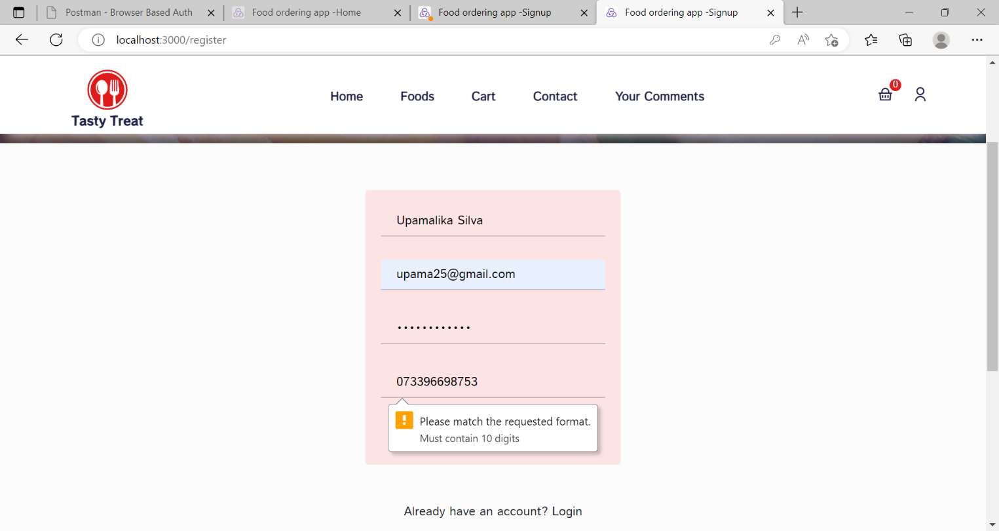 Postman - Browser Based Auth
Food ordering app -Home
Food ordering app -Signup
Food ordering app -Signup
localhost:3000/register
Tasty Treat
Home
Foods
Cart
Contact
Your Comments
0
Upamalika Silva
upama25@gmail.com
••••••••••••
073396698753
Please match the requested format.
Must contain 10 digits
Already have an account? Login